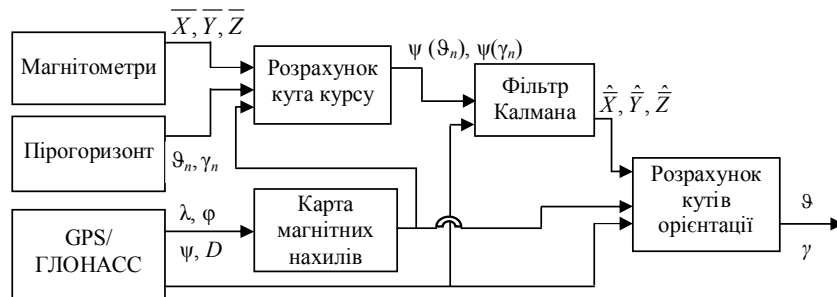 X̅, Y̅, Z̅
Магнітометри
Розрахунок
кута курсу
ψ (ϑₙ), ψ(γₙ)
Фільтр
Калмана
X̅̂, Y̅̂, Z̅̂
Пірогоризонт
ϑₙ, γₙ
GPS/
ГЛОНАСС
λ, φ
ψ, D
Карта
магнітних
нахилів
Розрахунок
кутів
орієнтації
ϑ
γ